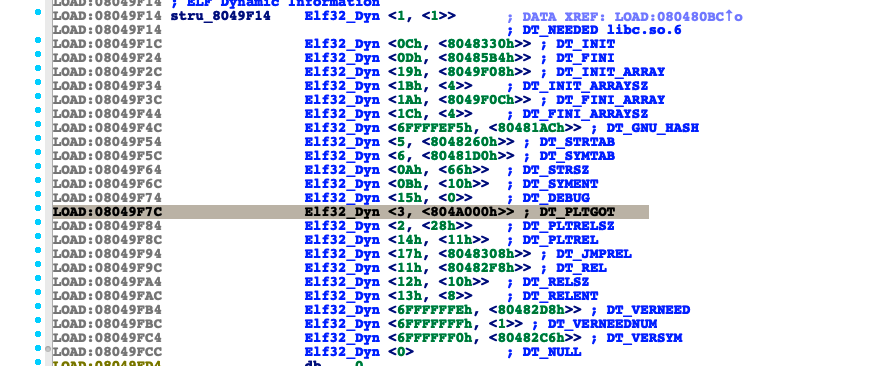 LOAD:08049F14 ; ELF Dynamic Information
LOAD:08049F14 stru_8049F14 Elf32_Dyn <1, <1>> ; DATA XREF: LOAD:080480BC↑o
LOAD:08049F14 ; DT_NEEDED libc.so.6
LOAD:08049F1C Elf32_Dyn <0Ch, <8048330h>> ; DT_INIT
LOAD:08049F24 Elf32_Dyn <0Dh, <80485B4h>> ; DT_FINI
LOAD:08049F2C Elf32_Dyn <19h, <8049F08h>> ; DT_INIT_ARRAY
LOAD:08049F34 Elf32_Dyn <1Bh, <4>> ; DT_INIT_ARRAYSZ
LOAD:08049F3C Elf32_Dyn <1Ah, <8049F0Ch>> ; DT_FINI_ARRAY
LOAD:08049F44 Elf32_Dyn <1Ch, <4>> ; DT_FINI_ARRAYSZ
LOAD:08049F4C Elf32_Dyn <6FFFFEF5h, <80481ACh>> ; DT_GNU_HASH
LOAD:08049F54 Elf32_Dyn <5, <8048260h>> ; DT_STRTAB
LOAD:08049F5C Elf32_Dyn <6, <80481D0h>> ; DT_SYMTAB
LOAD:08049F64 Elf32_Dyn <0Ah, <66h>> ; DT_STRSZ
LOAD:08049F6C Elf32_Dyn <0Bh, <10h>> ; DT_SYMENT
LOAD:08049F74 Elf32_Dyn <15h, <0>> ; DT_DEBUG
LOAD:08049F7C Elf32_Dyn <3, <804A000h>> ; DT_PLTGOT
LOAD:08049F84 Elf32_Dyn <2, <28h>> ; DT_PLTRELSZ
LOAD:08049F8C Elf32_Dyn <14h, <11h>> ; DT_PLTREL
LOAD:08049F94 Elf32_Dyn <17h, <8048308h>> ; DT_JMPREL
LOAD:08049F9C Elf32_Dyn <11h, <80482F8h>> ; DT_REL
LOAD:08049FA4 Elf32_Dyn <12h, <10h>> ; DT_RELSZ
LOAD:08049FAC Elf32_Dyn <13h, <8>> ; DT_RELENT
LOAD:08049FB4 Elf32_Dyn <6FFFFFFEh, <80482D8h>> ; DT_VERNEED
LOAD:08049FBC Elf32_Dyn <6FFFFFFFh, <1>> ; DT_VERNEEDNUM
LOAD:08049FC4 Elf32_Dyn <6FFFFFF0h, <80482C6h>> ; DT_VERSYM
LOAD:08049FCC Elf32_Dyn <0> ; DT_NULL
LOAD:08049FD4 db 0